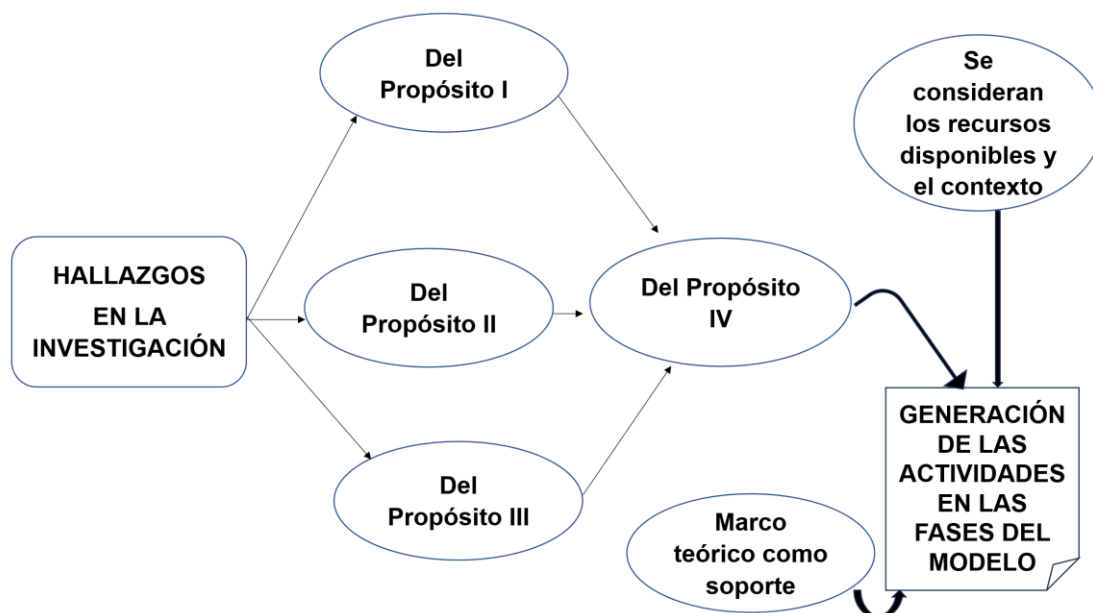 HALLAZGOS
EN LA
INVESTIGACIÓN
Del
Propósito I
Del
Propósito II
Del
Propósito III
Del Propósito
IV
Se
consideran
los recursos
disponibles y
el contexto
Marco
teórico como
soporte
GENERACIÓN
DE LAS
ACTIVIDADES
EN LAS
FASES DEL
MODELO